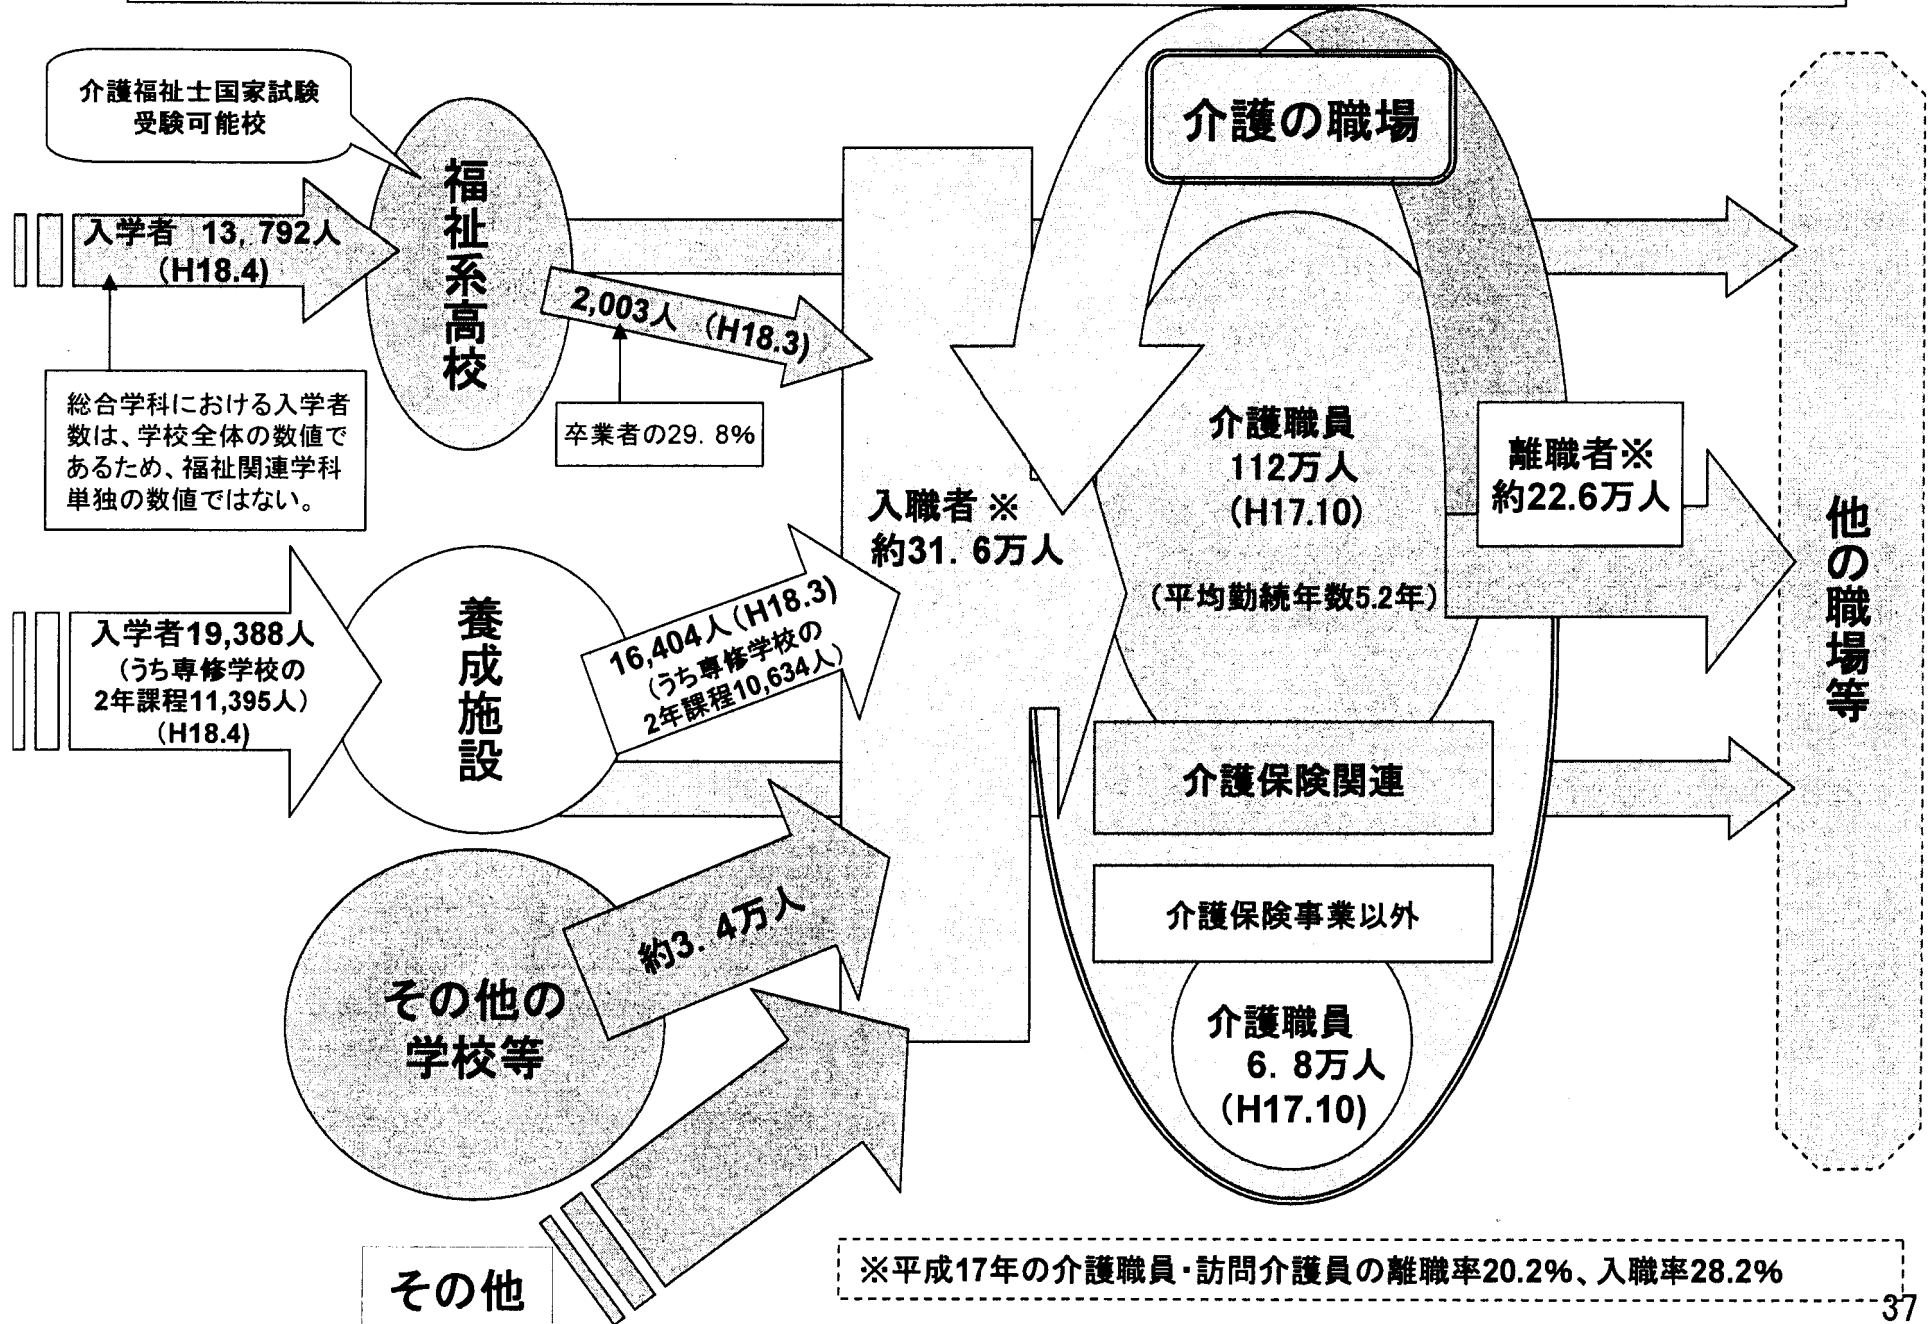 介護福祉士国家試験
受験可能校
介護の職場
福祉系高校
入学者 13,792人
(H18.4)
2,003人 (H18.3)
総合学科における入学者
数は、学校全体の数値で
あるため、福祉関連学科
単独の数値ではない。
卒業者の29.8%
入職者※
約31.6万人
介護職員
112万人
(H17.10)
(平均勤続年数5.2年)
離職者※
約22.6万人
他の職場等
入学者19,388人
(うち専修学校の
2年課程11,395人)
(H18.4)
養成施設
16,404人(H18.3)
(うち専修学校の
2年課程10,634人)
介護保険関連
介護保険事業以外
約3.4万人
その他の
学校等
介護職員
6.8万人
(H17.10)
その他
※平成17年の介護職員・訪問介護員の離職率20.2%、入職率28.2%
37